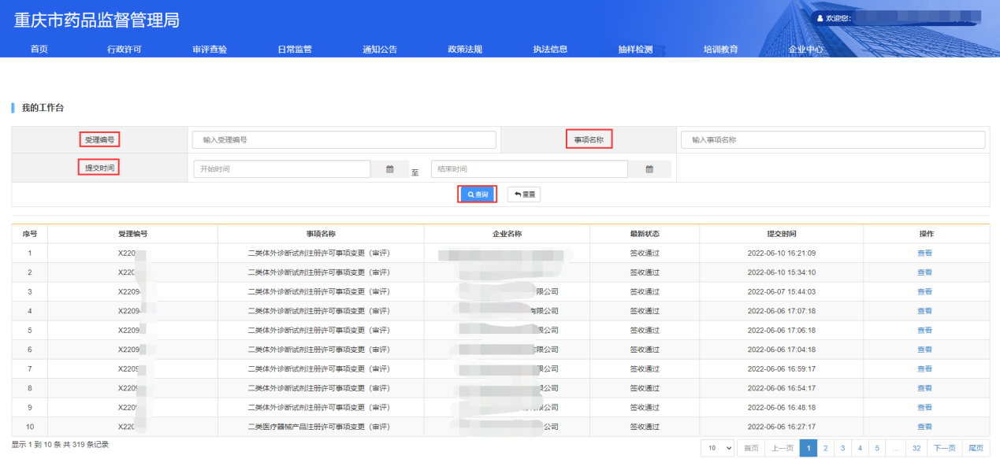 重庆市药品监督管理局
欢迎您:
首页 行政许可 审评查验 日常监管 通知公告 政策法规 执法信息 抽样检测 培训教育 企业中心
我的工作台
受理编号 输入受理编号 事项名称 输入事项名称
提交时间 开始时间 至 结束时间
查询 重置
序号 受理编号 事项名称 企业名称 最新状态 提交时间 操作
1 X220 二类体外诊断试剂注册许可事项变更（审评） 签收通过 2022-06-10 16:21:09 查看
2 X220 二类体外诊断试剂注册许可事项变更（审评） 签收通过 2022-06-10 15:34:10 查看
3 X2209 二类体外诊断试剂注册许可事项变更（审评） 限公司 签收通过 2022-06-07 15:44:03 查看
4 X2209 二类体外诊断试剂注册许可事项变更（审评） 有限公司 签收通过 2022-06-06 17:07:18 查看
5 X2209 二类体外诊断试剂注册许可事项变更（审评） 限公司 签收通过 2022-06-06 17:06:18 查看
6 X2209 二类体外诊断试剂注册许可事项变更（审评） 限公司 签收通过 2022-06-06 17:04:18 查看
7 X2209 二类体外诊断试剂注册许可事项变更（审评） 限公司 签收通过 2022-06-06 16:59:17 查看
8 X2209 二类体外诊断试剂注册许可事项变更（审评） 公司 签收通过 2022-06-06 16:54:17 查看
9 X220 二类体外诊断试剂注册许可事项变更（审评） 限公司 签收通过 2022-06-06 16:48:18 查看
10 X220 二类医疗器械产品注册许可事项变更（审评） 公司 签收通过 2022-06-06 16:27:17 查看
显示 1 到 10 条 共 319 条记录
10 首页 上一页 1 2 3 4 5 ... 32 下一页 尾页